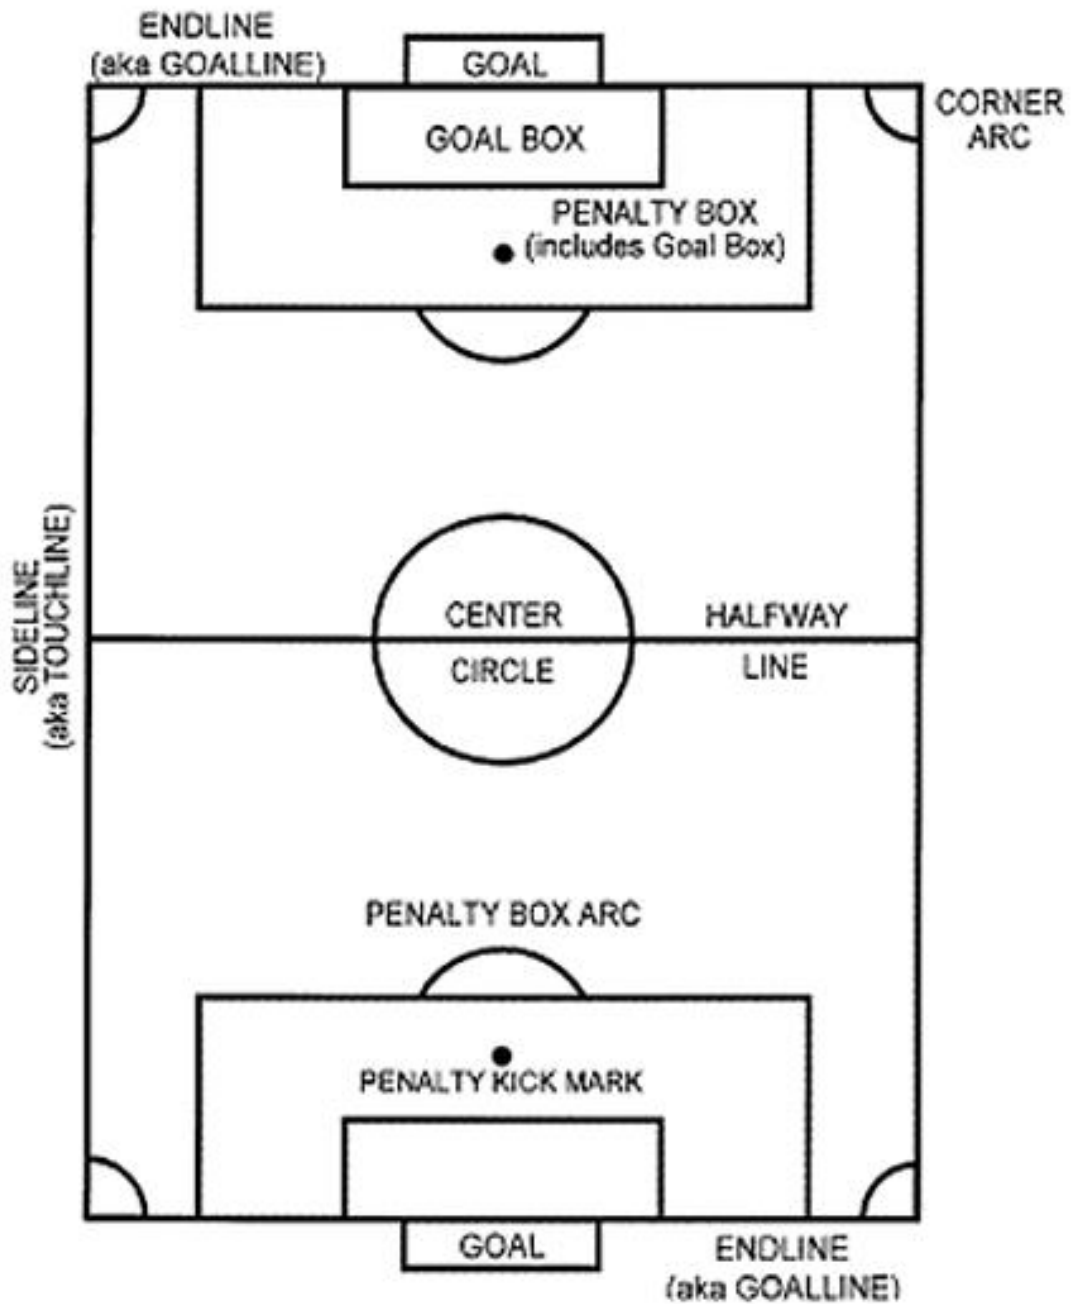 ENDLINE
(aka GOALLINE)
GOAL
CORNER
ARC
GOAL BOX
PENALTY BOX
(includes Goal Box)
SIDELINE
(aka TOUCHLINE)
CENTER
CIRCLE
HALFWAY
LINE
PENALTY BOX ARC
PENALTY KICK MARK
GOAL
ENDLINE
(aka GOALLINE)